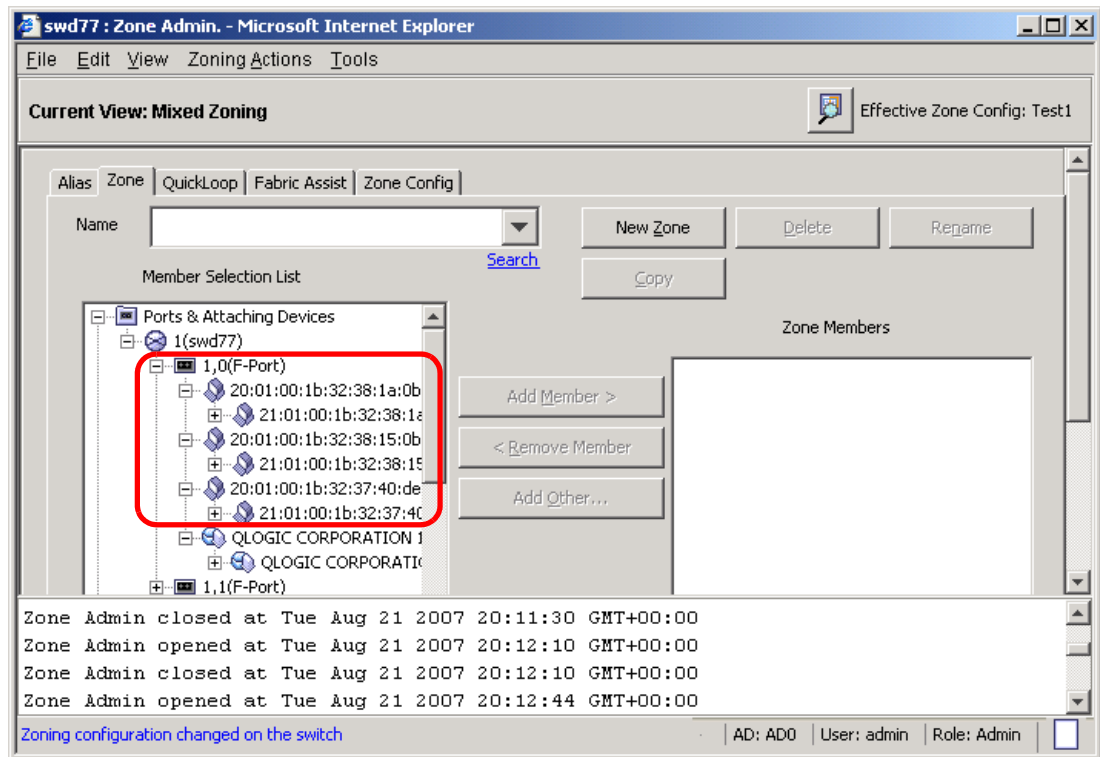 swd77 : Zone Admin. - Microsoft Internet Explorer
File Edit View Zoning Actions Tools
Current View: Mixed Zoning
Effective Zone Config: Test1
Alias Zone QuickLoop Fabric Assist Zone Config
Name
New Zone Delete Rename
Search
Member Selection List
Copy
Ports & Attaching Devices
Zone Members
1(swd77)
1,0(F-Port)
20:01:00:1b:32:38:1a:0b
21:01:00:1b:32:38:1a
Add Member >
20:01:00:1b:32:38:15:0b
< Remove Member
21:01:00:1b:32:38:15
20:01:00:1b:32:37:40:de
Add Other...
21:01:00:1b:32:37:40
QLOGIC CORPORATION 1
QLOGIC CORPORATIO
1,1(F-Port)
Zone Admin closed at Tue Aug 21 2007 20:11:30 GMT+00:00
Zone Admin opened at Tue Aug 21 2007 20:12:10 GMT+00:00
Zone Admin closed at Tue Aug 21 2007 20:12:10 GMT+00:00
Zone Admin opened at Tue Aug 21 2007 20:12:44 GMT+00:00
Zoning configuration changed on the switch
AD: AD0 User: admin Role: Admin